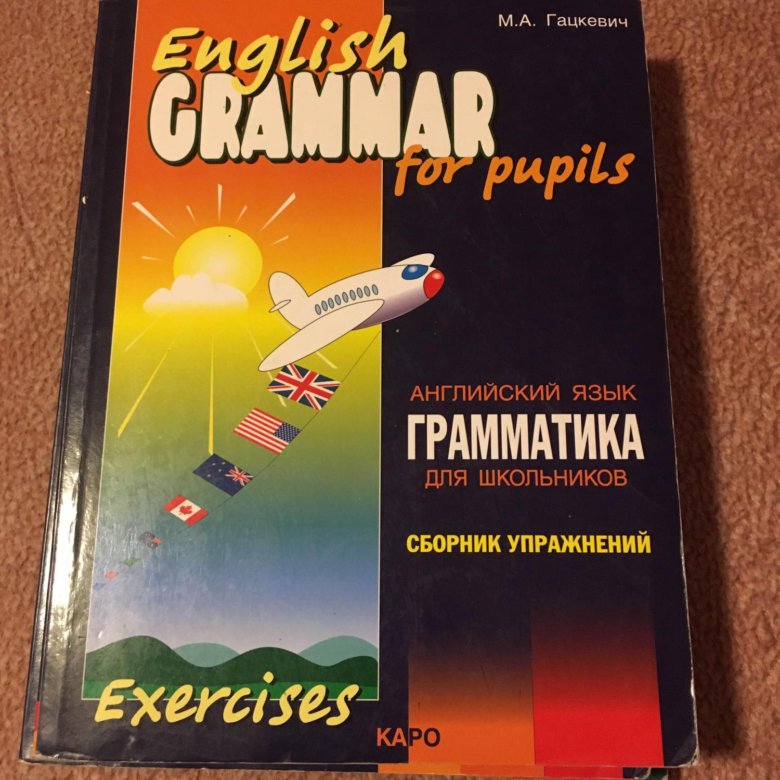 М.А. Гацкевич
English
GRAMMAR
for pupils
АНГЛИЙСКИЙ ЯЗЫК
ГРАММАТИКА
ДЛЯ ШКОЛЬНИКОВ
СБОРНИК УПРАЖНЕНИЙ
Exercises
КАРО